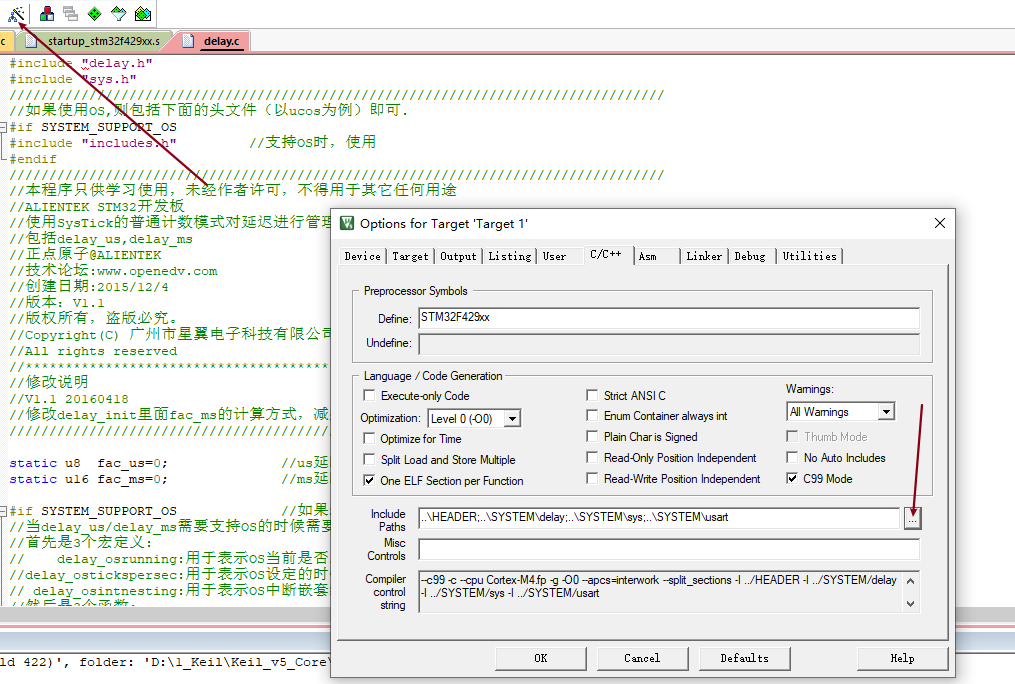 c startup_stm32f429xx.s delay.c
#include "delay.h"
#include "sys.h"
//////////////////////////////////////////////////////////////////////////////////
//如果使用OS,则包括下面的头文件（以ucos为例）即可.
#if SYSTEM_SUPPORT_OS
#include "includes.h" //支持OS时，使用
#endif
//////////////////////////////////////////////////////////////////////////////////
//本程序只供学习使用，未经作者许可，不得用于其它任何用途
//ALIENTEK STM32开发板
//使用SysTick的普通计数模式对延迟进行管理
//包括delay_us,delay_ms
//正点原子@ALIENTEK
//技术论坛:www.openedv.com
//创建日期:2015/12/4
//版本：V1.1
//版权所有，盗版必究。
//Copyright(C) 广州市星翼电子科技有限公司
//All rights reserved
//****************************************
//修改说明
//V1.1 20160418
//修改delay_init里面fac_ms的计算方式，减
////////////////////////////////////////
static u8 fac_us=0; //us延
static u16 fac_ms=0; //ms延
#if SYSTEM_SUPPORT_OS //如果
//当delay_us/delay_ms需要支持OS的时候需要
//首先是3个宏定义:
// delay_osrunning:用于表示OS当前是否
//delay_ostickspersec:用于表示OS设定的时
// delay_osintnesting:用于表示OS中断嵌套
//然后是3个函数:
ld 422)', folder: 'D:\1_Keil\Keil_v5_Core\
Options for Target 'Target 1'
Device Target Output Listing User C/C++ Asm Linker Debug Utilities
Preprocessor Symbols
Define: STM32F429xx
Undefine:
Language / Code Generation
Execute-only Code
Optimization: Level 0 (-O0)
Optimize for Time
Split Load and Store Multiple
One ELF Section per Function
Strict ANSI C
Enum Container always int
Plain Char is Signed
Read-Only Position Independent
Read-Write Position Independent
Warnings:
All Warnings
Thumb Mode
No Auto Includes
C99 Mode
Include Paths
..\HEADER;..\SYSTEM\delay;..\SYSTEM\sys;..\SYSTEM\usart
...
Misc Controls
Compiler control string
--c99 -c --cpu Cortex-M4.fp -g -O0 --apcs=interwork --split_sections -I ../HEADER -I ../SYSTEM/delay
-I ../SYSTEM/sys -I ../SYSTEM/usart
OK Cancel Defaults Help